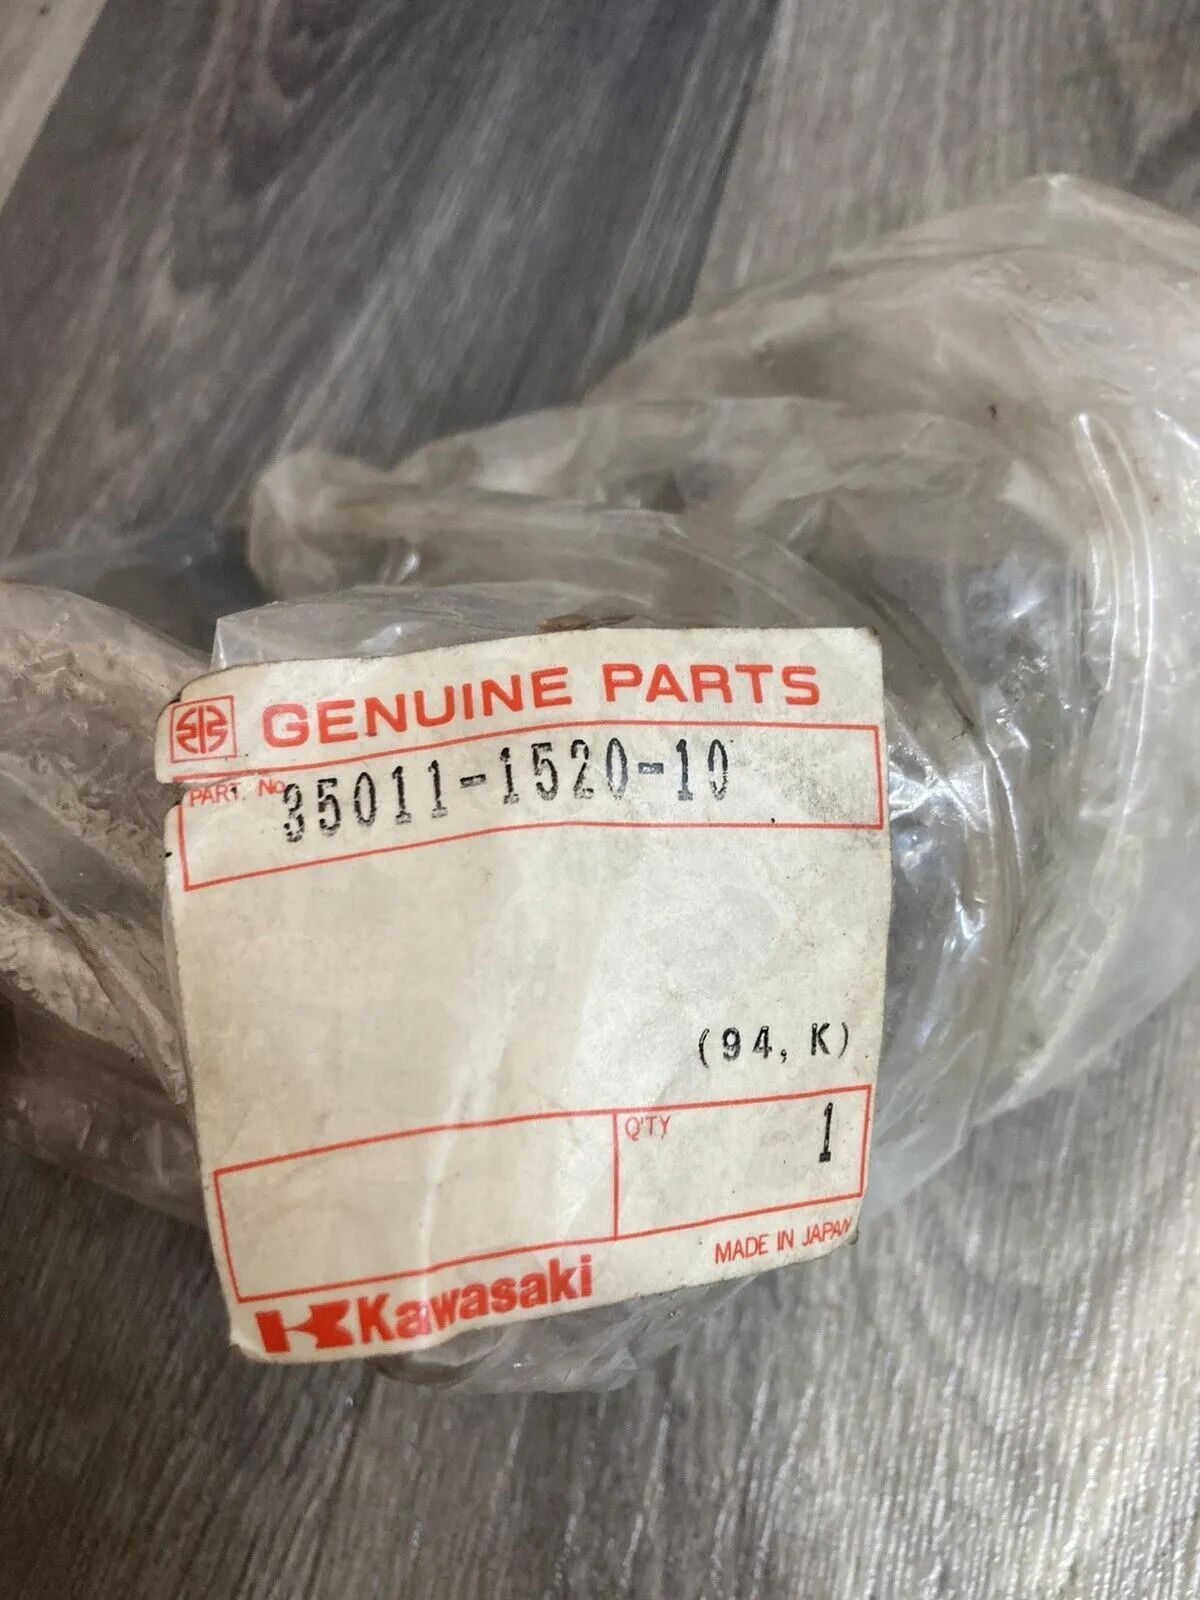 GENUINE PARTS
PART. No. 35011-1520-10
(94, K)
Q'TY 1
MADE IN JAPAN
Kawasaki